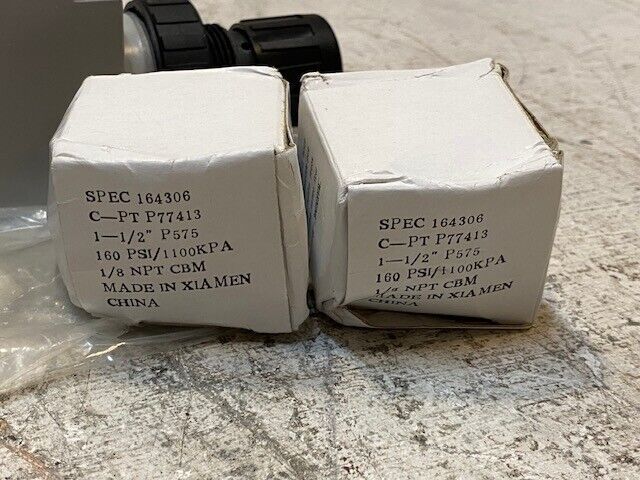 SPEC 164306
C—PT P77413
1—1/2" P575
160 PSI/1100KPA
1/8 NPT CBM
MADE IN XIAMEN
CHINA
SPEC 164306
C—PT P77413
1—1/2" P575
160 PSI/1100KPA
1/8 NPT CBM
MADE IN XIAMEN
CHINA